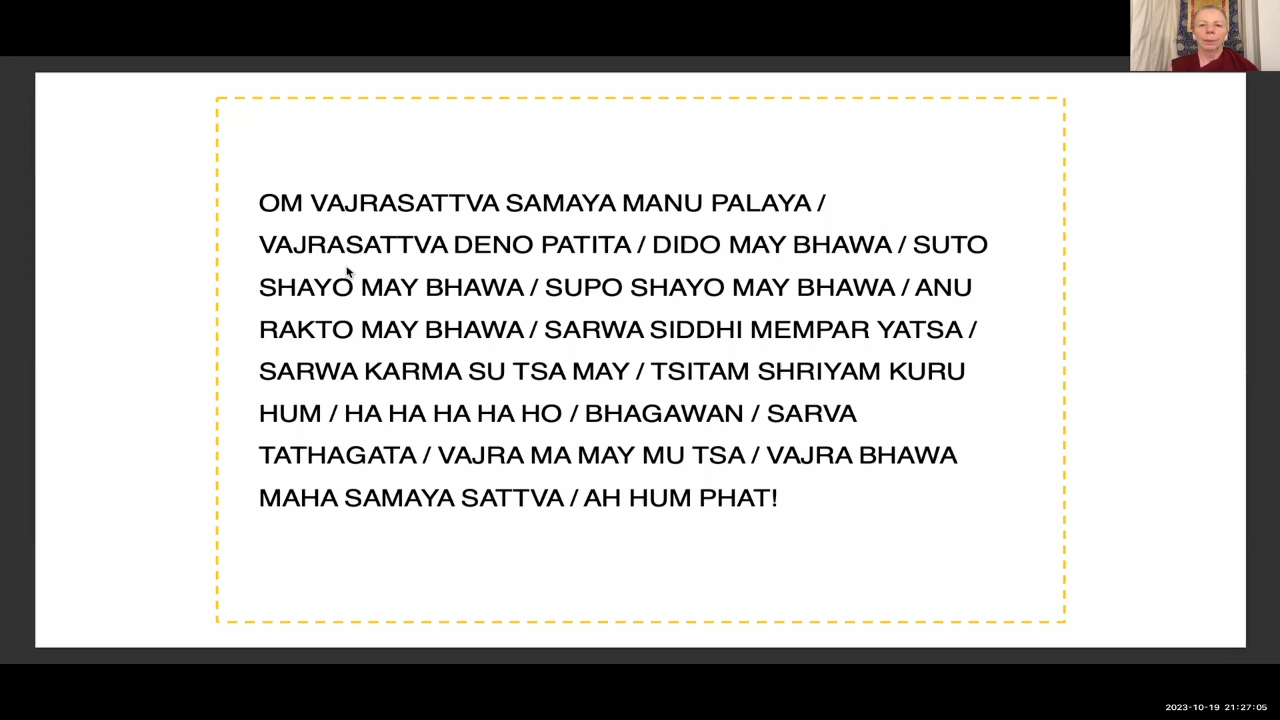 OM VAJRASATTVA SAMAYA MANU PALAYA /
VAJRASATTVA DENO PATITA / DIDO MAY BHAWA / SUTO
SHAYO MAY BHAWA / SUPO SHAYO MAY BHAWA / ANU
RAKTO MAY BHAWA / SARWA SIDDHI MEMPAR YATSA /
SARWA KARMA SU TSA MAY / TSITAM SHRIYAM KURU
HUM / HA HA HA HA HO / BHAGAWAN / SARVA
TATHAGATA / VAJRA MA MAY MU TSA / VAJRA BHAWA
MAHA SAMAYA SATTVA / AH HUM PHAT!
2023-10-19 21:27:05